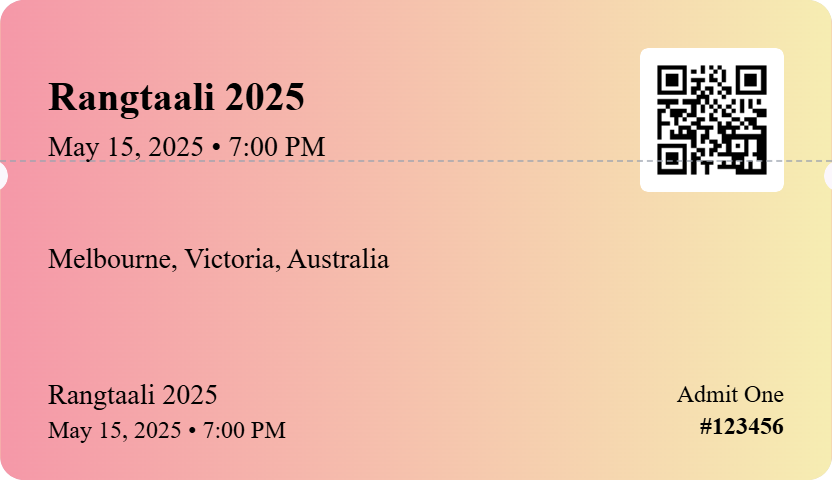 Rangtaali 2025
May 15, 2025 • 7:00 PM
Melbourne, Victoria, Australia
Rangtaali 2025
May 15, 2025 • 7:00 PM
Admit One
#123456